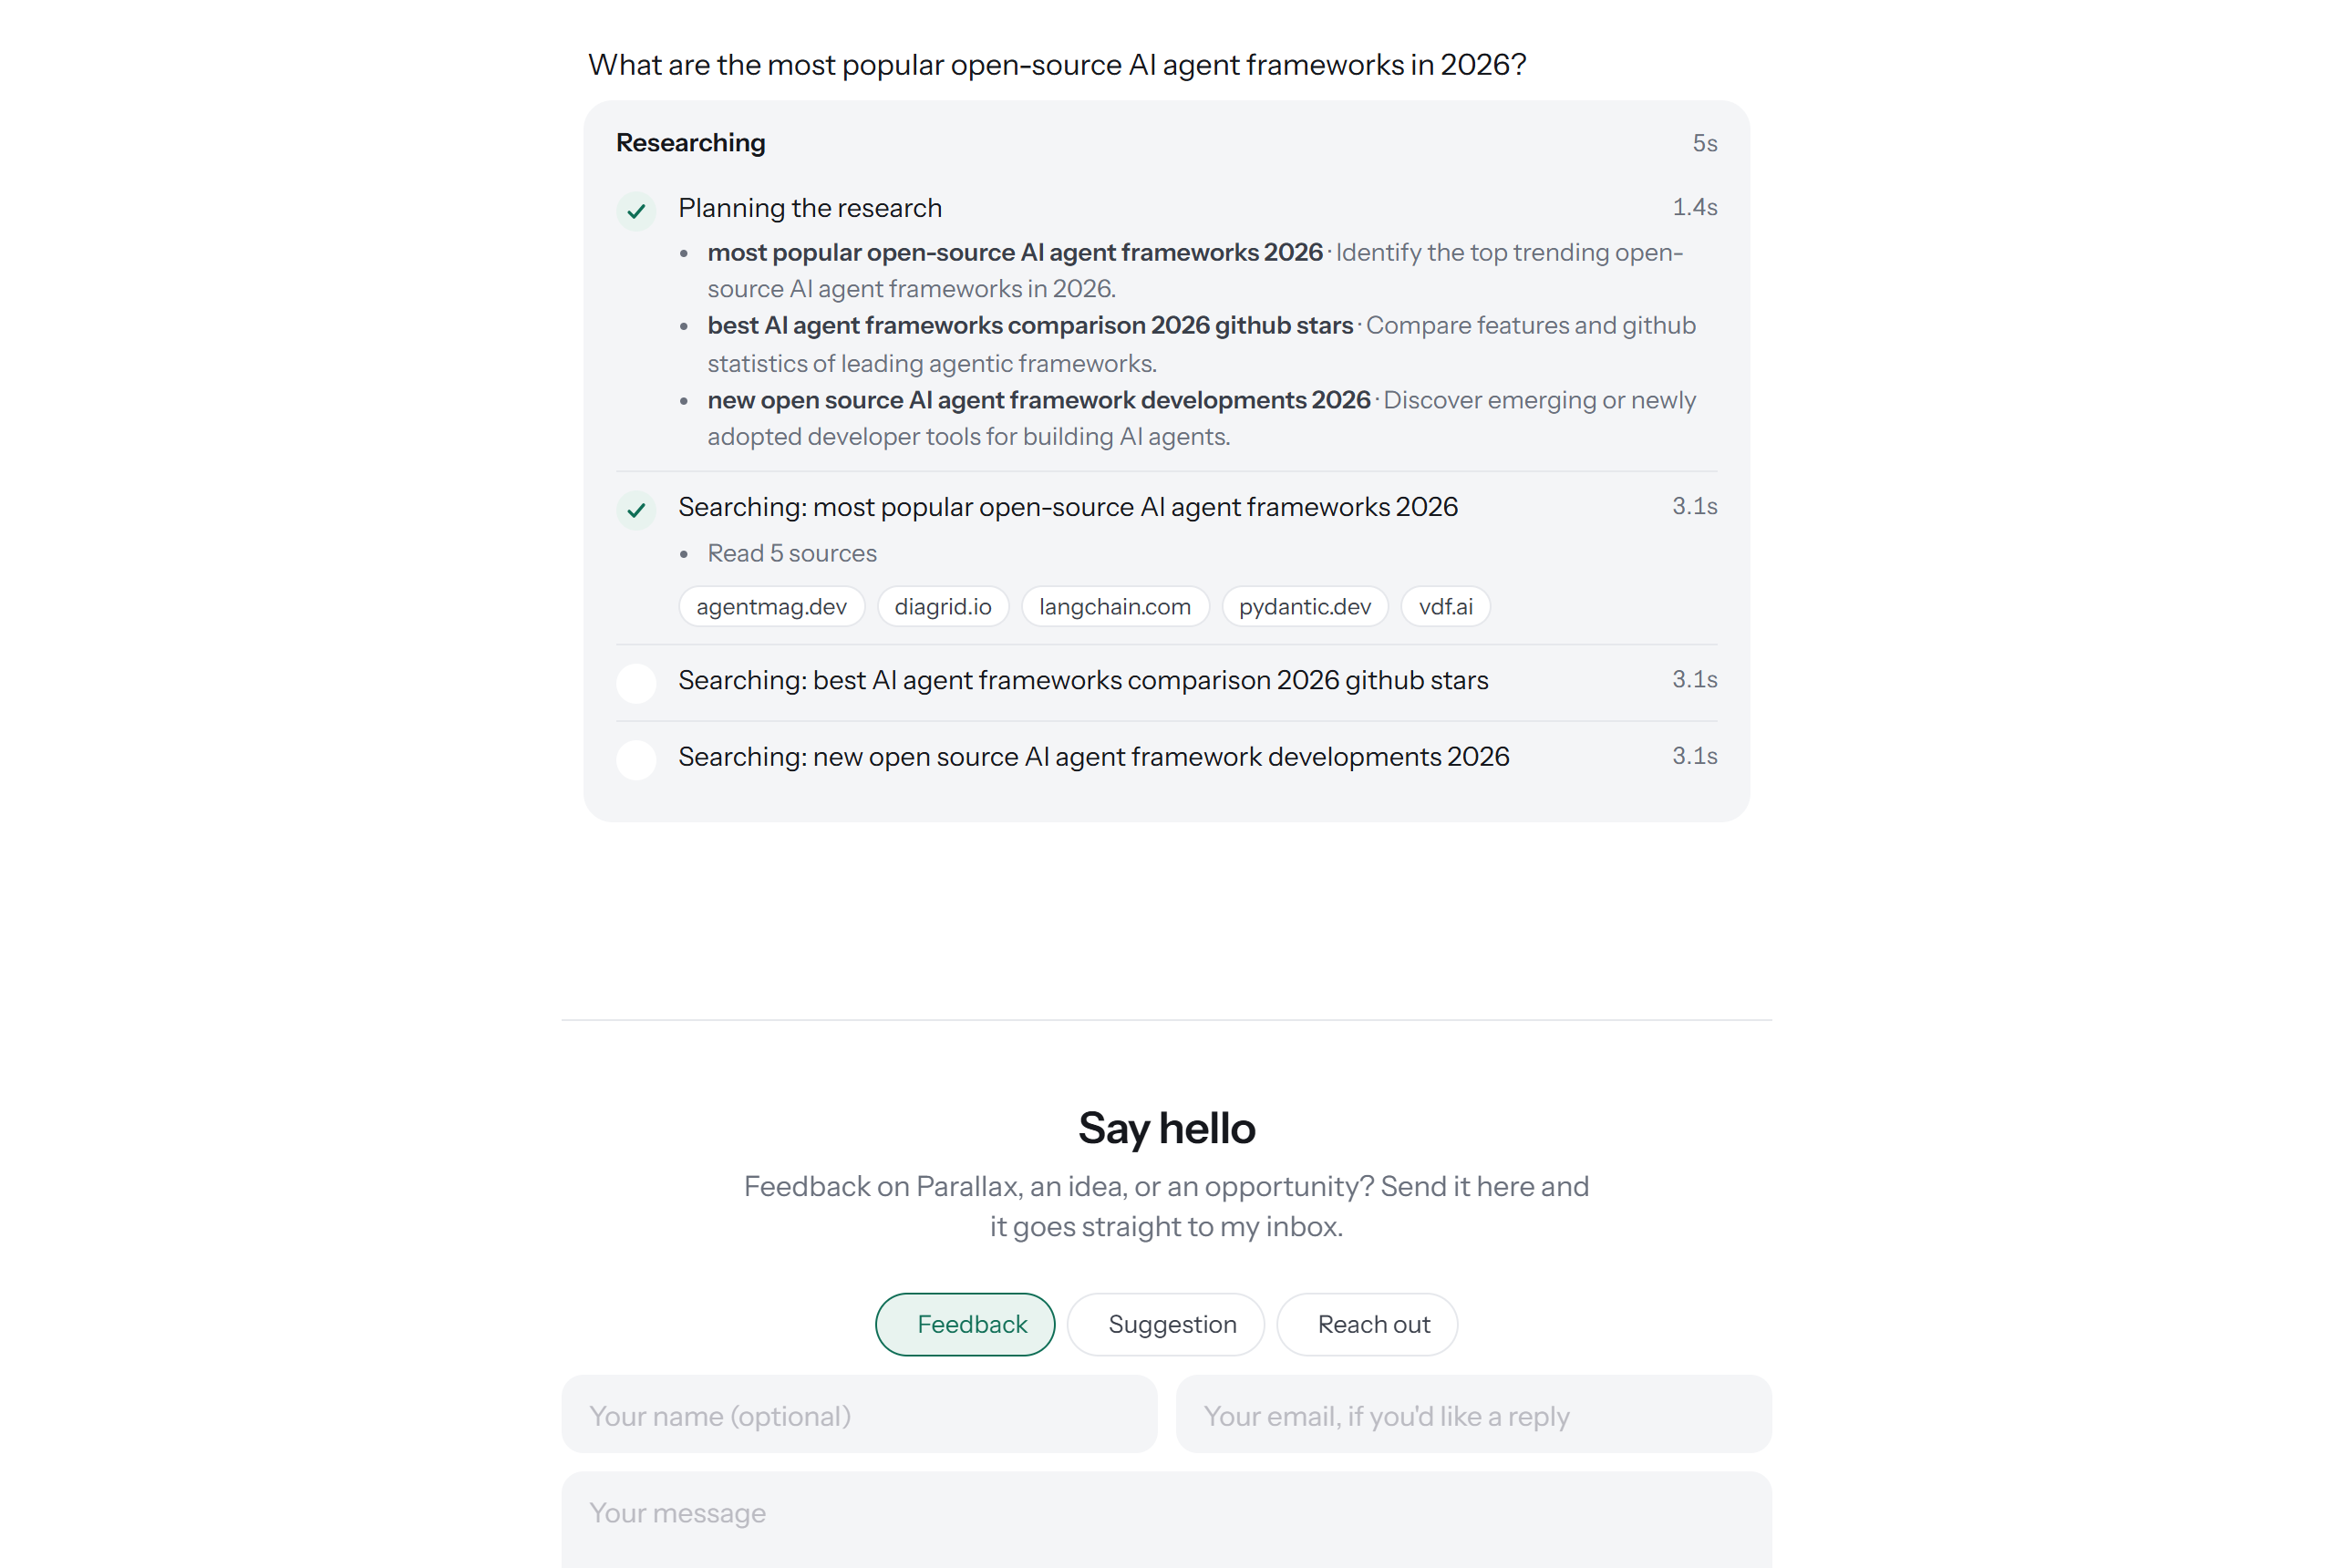 What are the most popular open-source AI agent frameworks in 2026?
Researching 5s
Planning the research 1.4s
• most popular open-source AI agent frameworks 2026 · Identify the top trending open-
source AI agent frameworks in 2026.
• best AI agent frameworks comparison 2026 github stars · Compare features and github
statistics of leading agentic frameworks.
• new open source AI agent framework developments 2026 · Discover emerging or newly
adopted developer tools for building AI agents.
Searching: most popular open-source AI agent frameworks 2026 3.1s
• Read 5 sources
agentmag.dev diagrid.io langchain.com pydantic.dev vdf.ai
Searching: best AI agent frameworks comparison 2026 github stars 3.1s
Searching: new open source AI agent framework developments 2026 3.1s
Say hello
Feedback on Parallax, an idea, or an opportunity? Send it here and
it goes straight to my inbox.
Feedback Suggestion Reach out
Your name (optional) Your email, if you'd like a reply
Your message